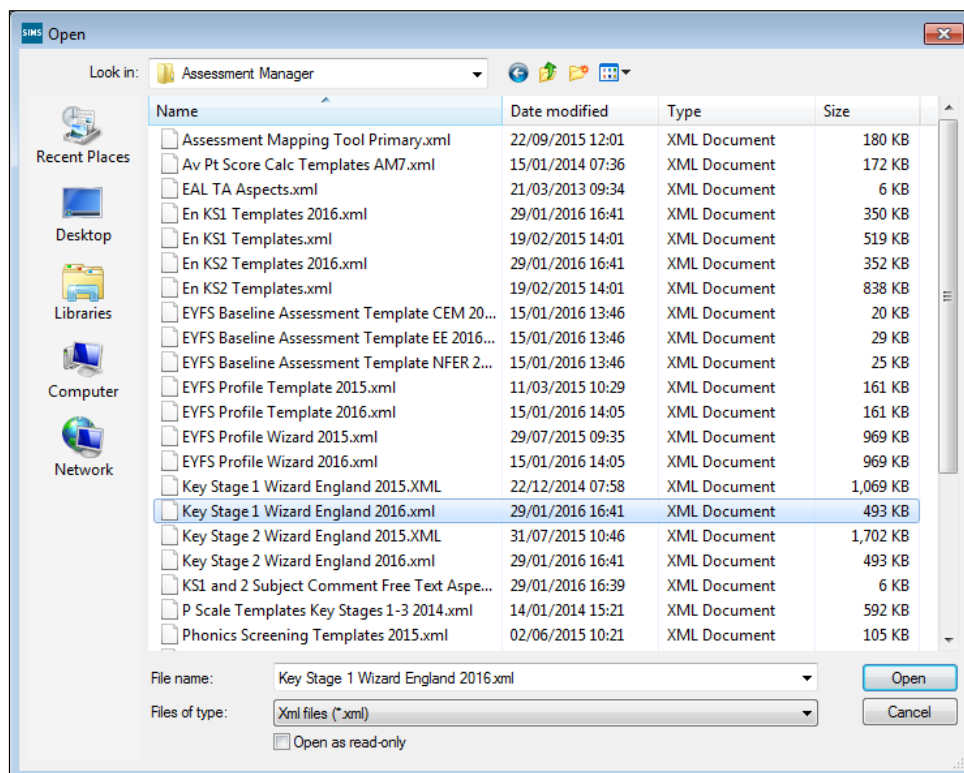 SIMS Open
Look in: Assessment Manager
Name Date modified Type Size
Recent Places
Desktop
Libraries
Computer
Network
Assessment Mapping Tool Primary.xml 22/09/2015 12:01 XML Document 180 KB
Av Pt Score Calc Templates AM7.xml 15/01/2014 07:36 XML Document 172 KB
EAL TA Aspects.xml 21/03/2013 09:34 XML Document 6 KB
En KS1 Templates 2016.xml 29/01/2016 16:41 XML Document 350 KB
En KS1 Templates.xml 19/02/2015 14:01 XML Document 519 KB
En KS2 Templates 2016.xml 29/01/2016 16:41 XML Document 352 KB
En KS2 Templates.xml 19/02/2015 14:01 XML Document 838 KB
EYFS Baseline Assessment Template CEM 20... 15/01/2016 13:46 XML Document 20 KB
EYFS Baseline Assessment Template EE 2016... 15/01/2016 13:46 XML Document 29 KB
EYFS Baseline Assessment Template NFER 2... 15/01/2016 13:46 XML Document 25 KB
EYFS Profile Template 2015.xml 11/03/2015 10:29 XML Document 161 KB
EYFS Profile Template 2016.xml 15/01/2016 14:05 XML Document 161 KB
EYFS Profile Wizard 2015.xml 29/07/2015 09:35 XML Document 969 KB
EYFS Profile Wizard 2016.xml 15/01/2016 14:05 XML Document 969 KB
Key Stage 1 Wizard England 2015.XML 22/12/2014 07:58 XML Document 1,069 KB
Key Stage 1 Wizard England 2016.xml 29/01/2016 16:41 XML Document 493 KB
Key Stage 2 Wizard England 2015.XML 31/07/2015 10:46 XML Document 1,702 KB
Key Stage 2 Wizard England 2016.xml 29/01/2016 16:41 XML Document 493 KB
KS1 and 2 Subject Comment Free Text Aspe... 29/01/2016 16:39 XML Document 6 KB
P Scale Templates Key Stages 1-3 2014.xml 14/01/2014 15:21 XML Document 592 KB
Phonics Screening Templates 2015.xml 02/06/2015 10:21 XML Document 105 KB
File name: Key Stage 1 Wizard England 2016.xml Open
Files of type: Xml files (*.xml) Cancel
Open as read-only